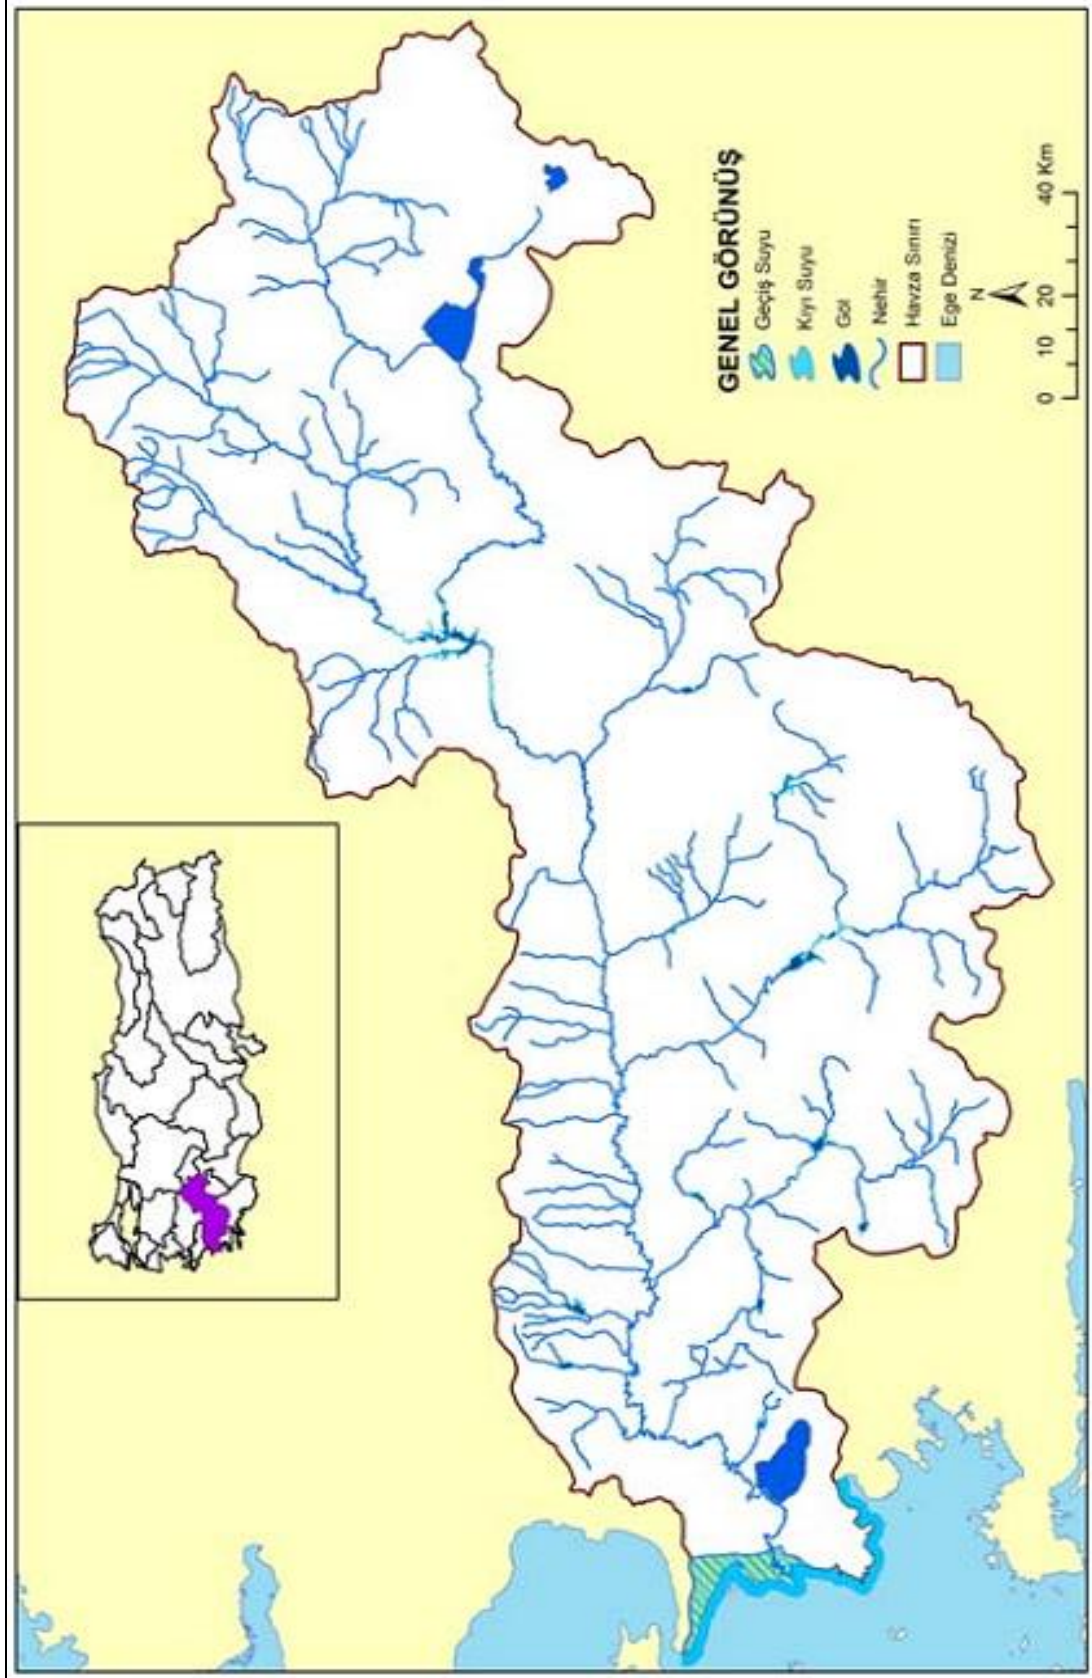 GENEL GÖRÜNÜŞ
Geçiş Suyu
Kıyı Suyu
Göl
Nehir
Havza Sınırı
Ege Denizi
N
0 10 20 40 Km